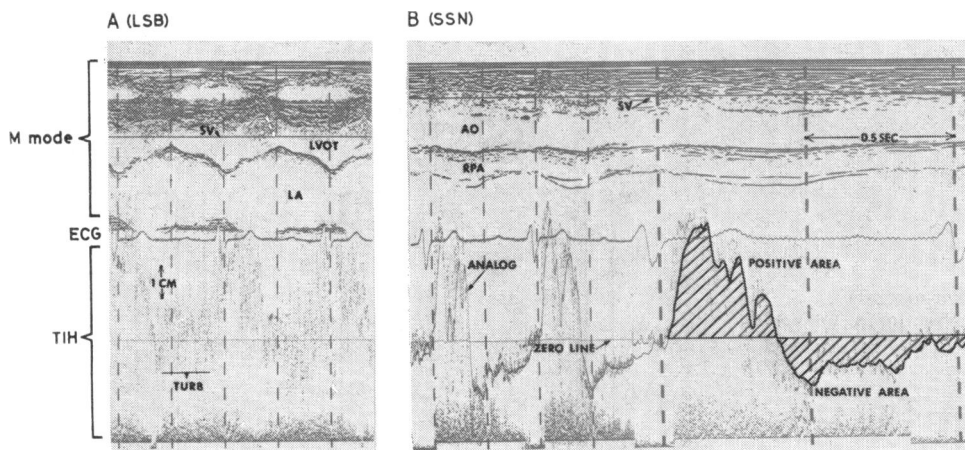 A (LSB)
B (SSN)
M mode
SV
LVOT
LA
SV
AO
0.5 SEC
RPA
ECG
1 CM
ANALOG
POSITIVE AREA
TIH
ZERO LINE
TURB
NEGATIVE AREA